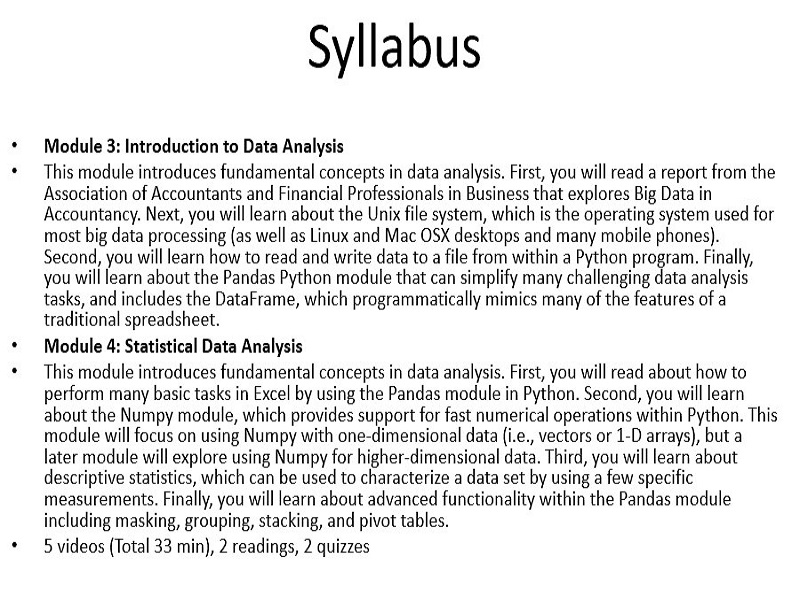 Syllabus
• Module 3: Introduction to Data Analysis
• This module introduces fundamental concepts in data analysis. First, you will read a report from the
Association of Accountants and Financial Professionals in Business that explores Big Data in
Accountancy. Next, you will learn about the Unix file system, which is the operating system used for
most big data processing (as well as Linux and Mac OSX desktops and many mobile phones).
Second, you will learn how to read and write data to a file from within a Python program. Finally,
you will learn about the Pandas Python module that can simplify many challenging data analysis
tasks, and includes the DataFrame, which programmatically mimics many of the features of a
traditional spreadsheet.
• Module 4: Statistical Data Analysis
• This module introduces fundamental concepts in data analysis. First, you will read about how to
perform many basic tasks in Excel by using the Pandas module in Python. Second, you will learn
about the Numpy module, which provides support for fast numerical operations within Python. This
module will focus on using Numpy with one-dimensional data (i.e., vectors or 1-D arrays), but a
later module will explore using Numpy for higher-dimensional data. Third, you will learn about
descriptive statistics, which can be used to characterize a data set by using a few specific
measurements. Finally, you will learn about advanced functionality within the Pandas module
including masking, grouping, stacking, and pivot tables.
• 5 videos (Total 33 min), 2 readings, 2 quizzes